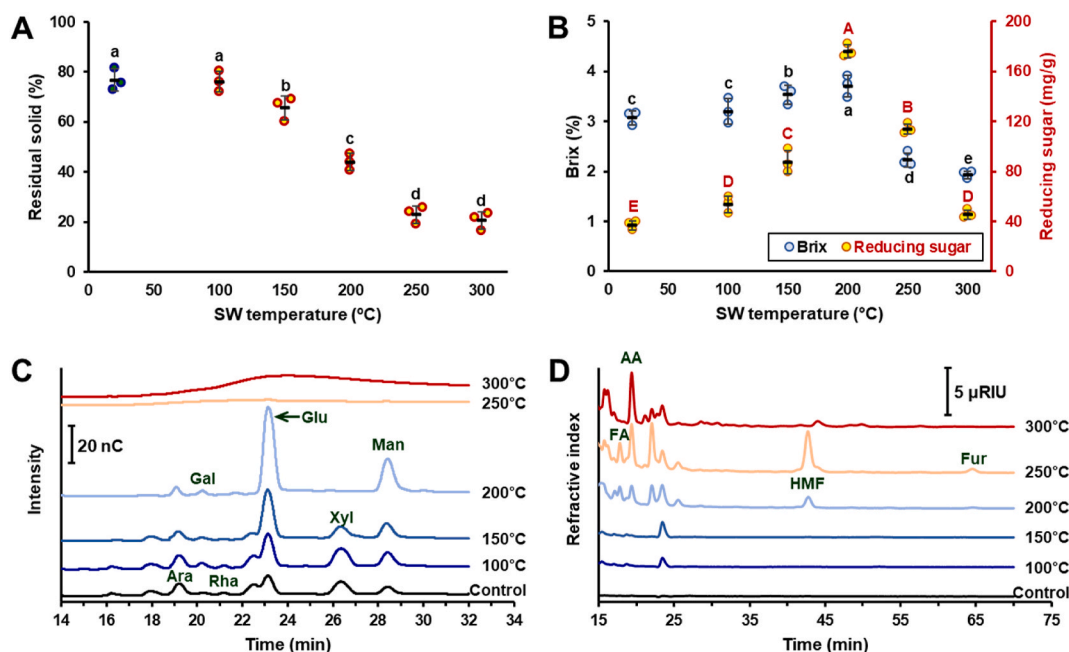 A
Residual solid (%)
100
80
60
40
20
0
a
a
b
c
d
d
0
50
100
150
200
250
300
SW temperature (ºC)
B
Brix (%)
5
4
3
2
1
0
c
c
b
A
a
B
d
e
E
D
C
D
Brix
Reducing sugar
200
160
120
80
40
0
Reducing sugar (mg/g)
0
50
100
150
200
250
300
SW temperature (ºC)
C
Intensity
20 nC
300°C
250°C
Glu
Man
Gal
200°C
Xyl
150°C
100°C
Ara
Rha
Control
14
16
18
20
22
24
26
28
30
32
34
Time (min)
D
Refractive index
AA
5 µRIU
300°C
FA
Fur
250°C
HMF
200°C
150°C
100°C
Control
15
25
35
45
55
65
75
Time (min)